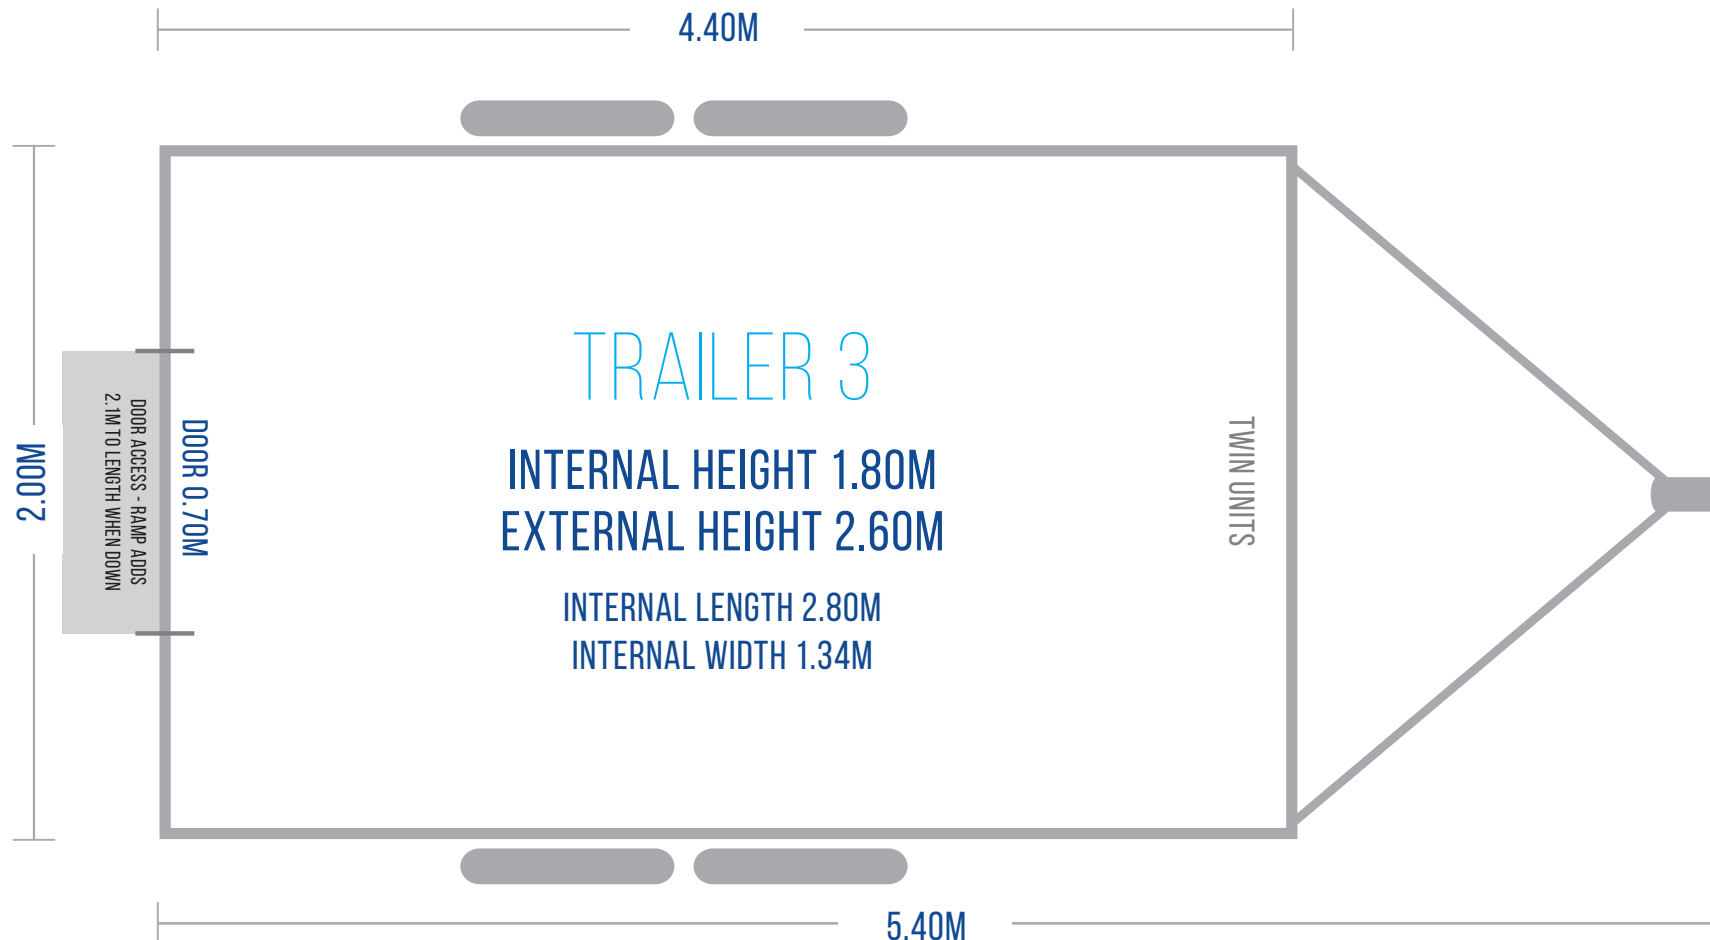 4.40M
TRAILER 3
INTERNAL HEIGHT 1.80M
EXTERNAL HEIGHT 2.60M
INTERNAL LENGTH 2.80M
INTERNAL WIDTH 1.34M
2.00M
DOOR ACCESS - RAMP ADDS
2.1M TO LENGTH WHEN DOWN
DOOR 0.70M
TWIN UNITS
5.40M